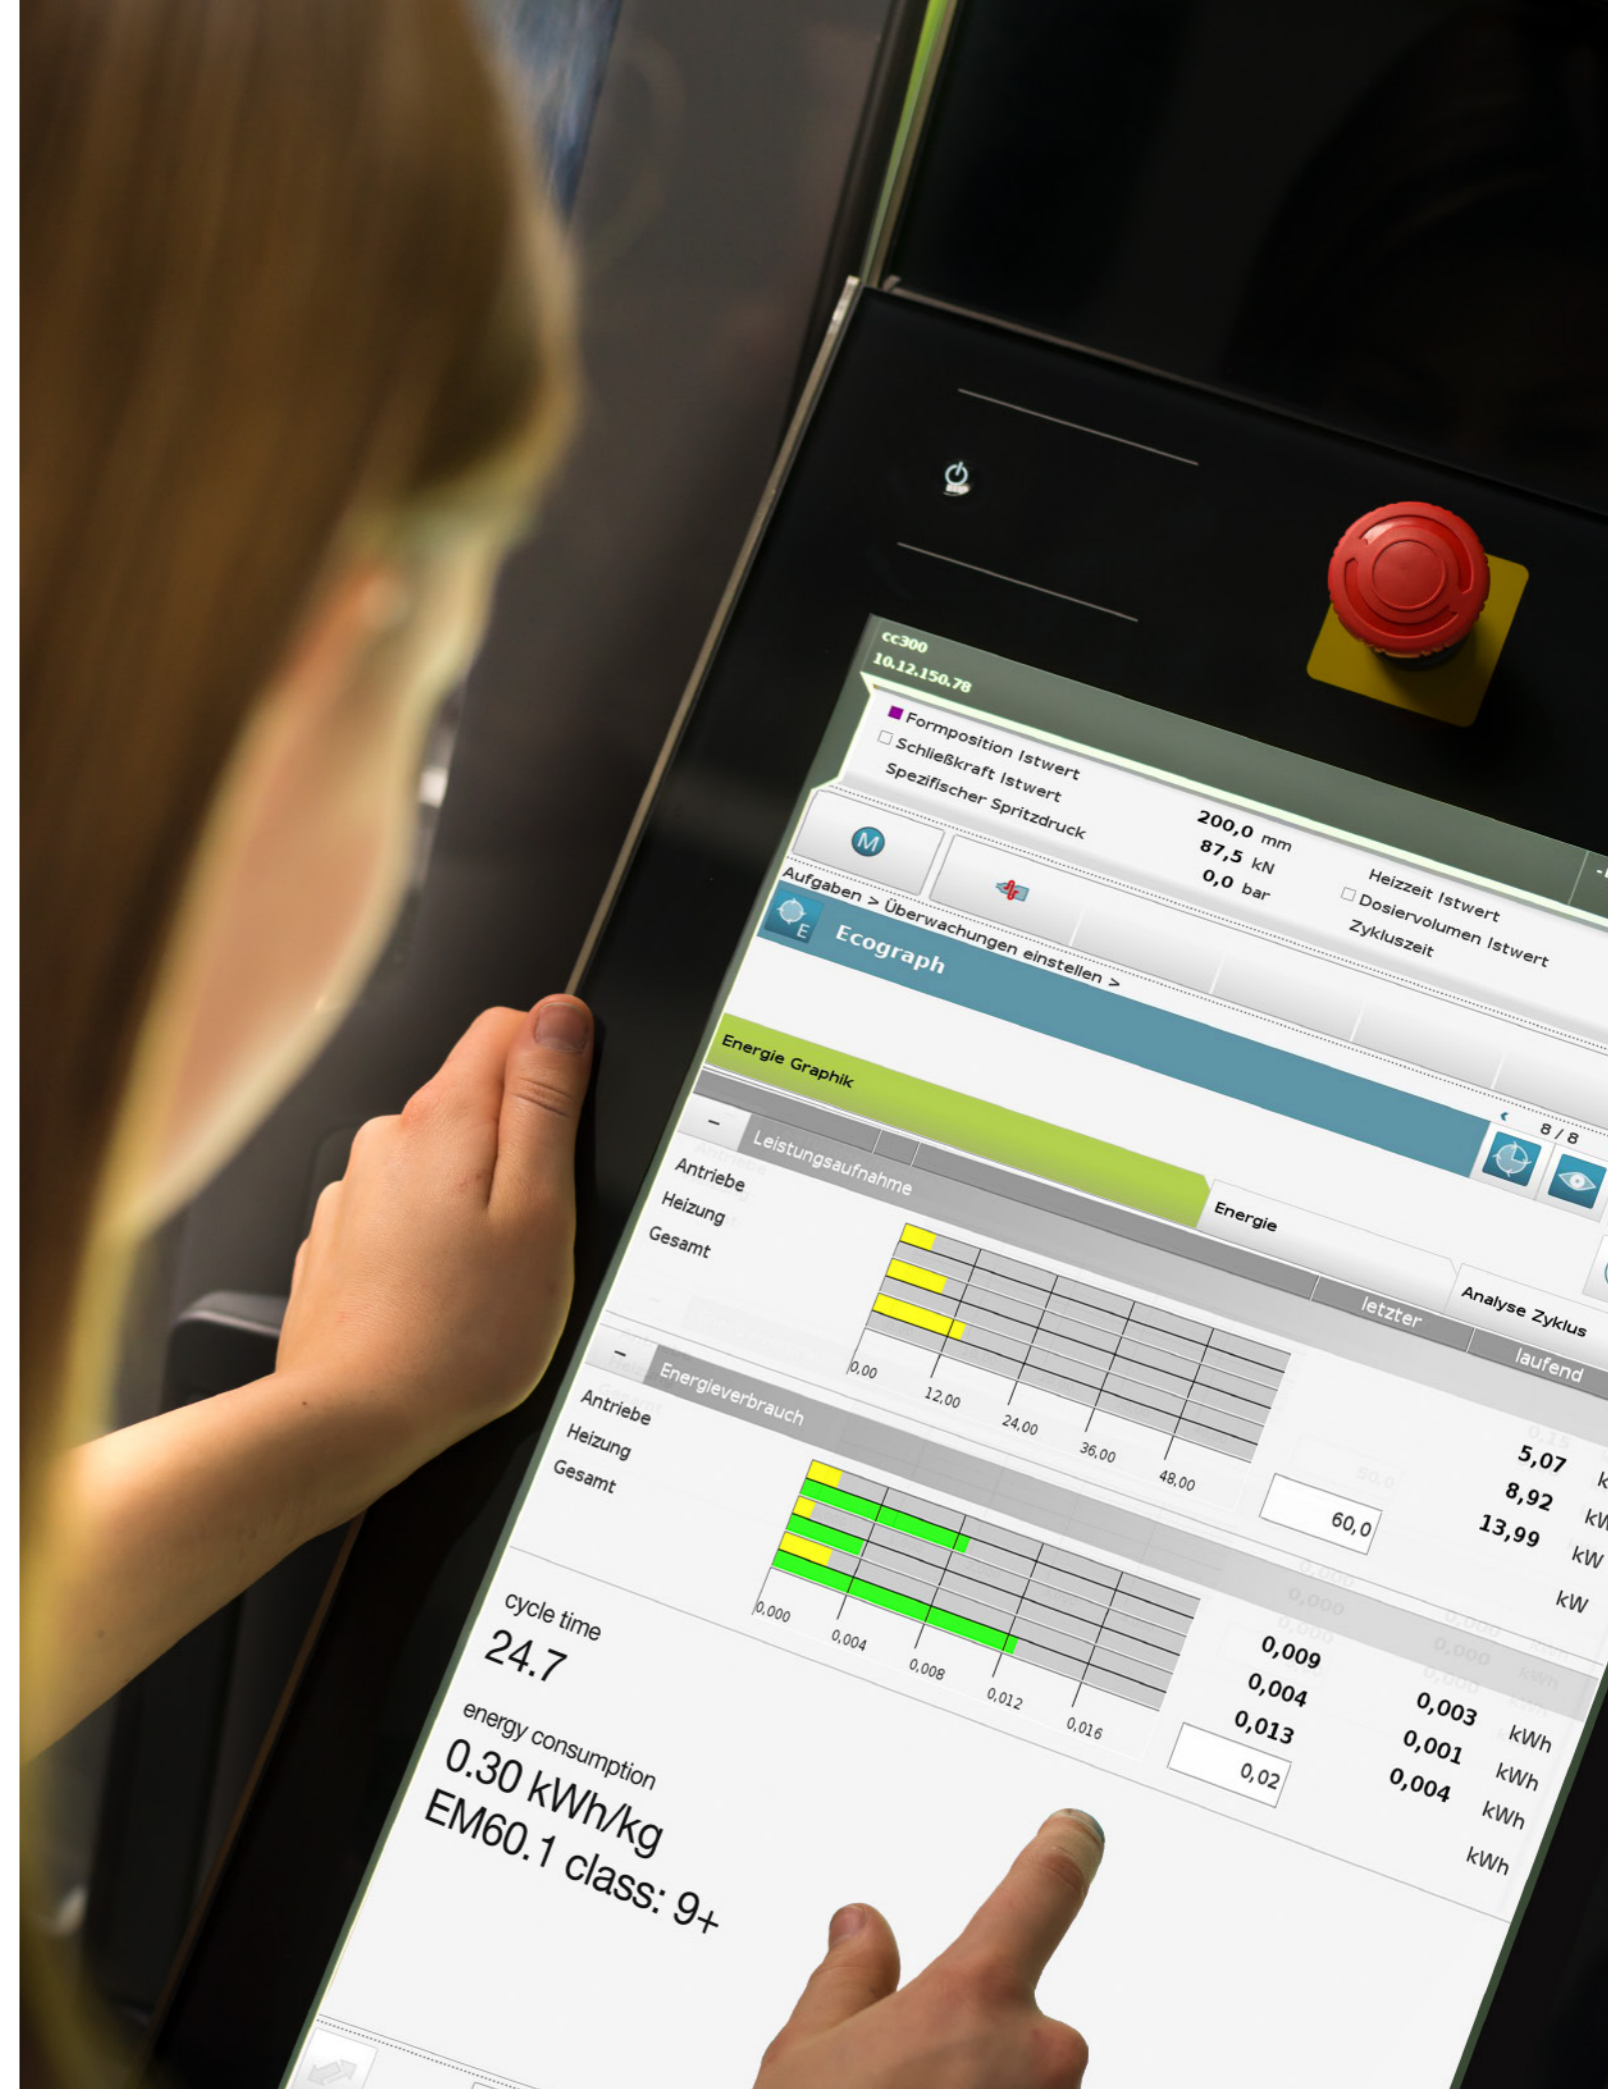 cc300
10.12.150.78
Formposition Istwert
Schließkraft Istwert
Spezifischer Spritzdruck
200,0 mm
87,5 kN
0,0 bar
Heizzeit Istwert
Dosiervolumen Istwert
Zykluszeit
M
Aufgaben > Überwachungen einstellen >
E
Ecograph
8 / 8
Energie Graphik
Energie
Analyse Zyklus
letzter
laufend
− Leistungsaufnahme
Antriebe
Heizung
Gesamt
0,00 12,00 24,00 36,00 48,00
60,0
5,07
8,92 kW
13,99 kW
kW
− Energieverbrauch
Antriebe
Heizung
Gesamt
0,000 0,004 0,008 0,012 0,016
0,02
0,009 0,003 kWh
0,004 0,001 kWh
0,013 0,004 kWh
kWh
cycle time
24.7
energy consumption
0.30 kWh/kg
EM60.1 class: 9+